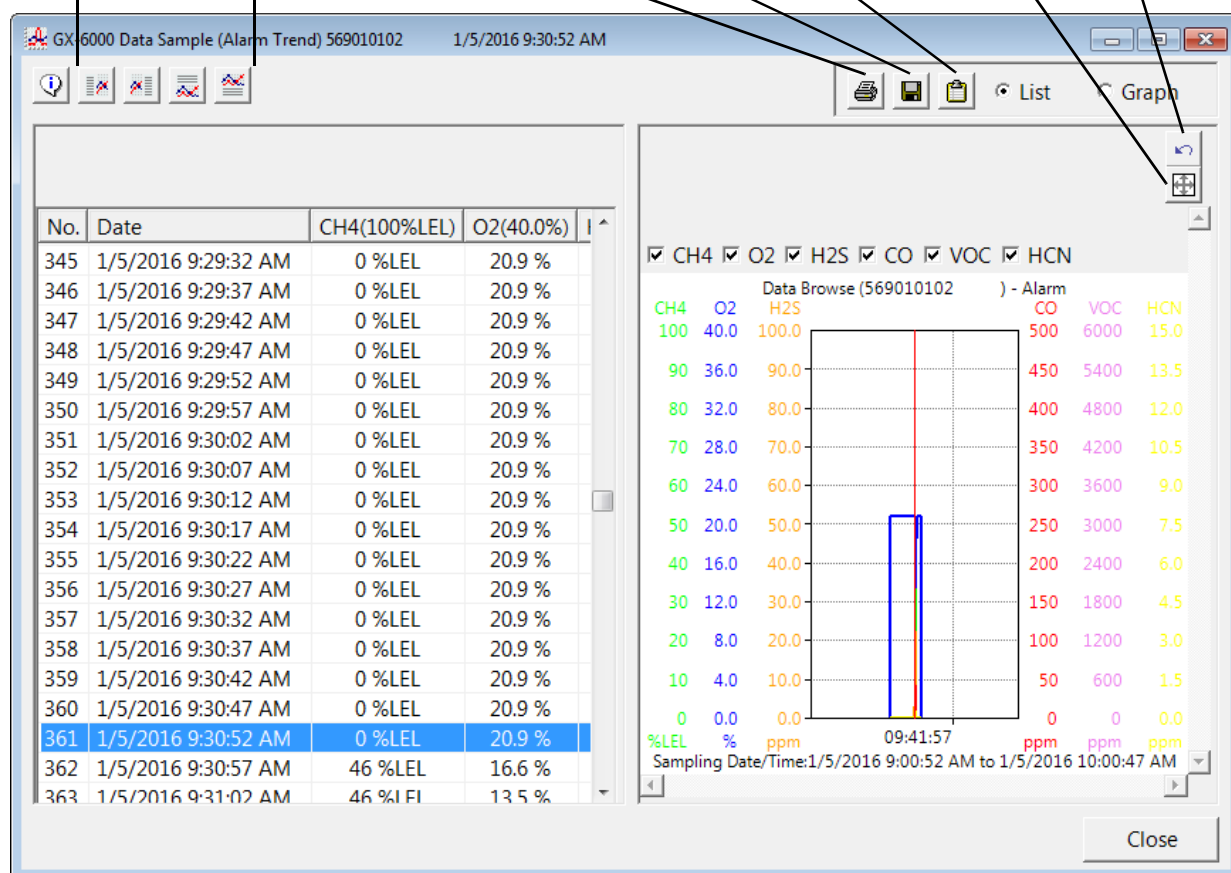 GX-6000 Data Sample (Alarm Trend) 569010102 1/5/2016 9:30:52 AM
List Graph
No. Date CH4(100%LEL) O2(40.0%)
345 1/5/2016 9:29:32 AM 0 %LEL 20.9 %
346 1/5/2016 9:29:37 AM 0 %LEL 20.9 %
347 1/5/2016 9:29:42 AM 0 %LEL 20.9 %
348 1/5/2016 9:29:47 AM 0 %LEL 20.9 %
349 1/5/2016 9:29:52 AM 0 %LEL 20.9 %
350 1/5/2016 9:29:57 AM 0 %LEL 20.9 %
351 1/5/2016 9:30:02 AM 0 %LEL 20.9 %
352 1/5/2016 9:30:07 AM 0 %LEL 20.9 %
353 1/5/2016 9:30:12 AM 0 %LEL 20.9 %
354 1/5/2016 9:30:17 AM 0 %LEL 20.9 %
355 1/5/2016 9:30:22 AM 0 %LEL 20.9 %
356 1/5/2016 9:30:27 AM 0 %LEL 20.9 %
357 1/5/2016 9:30:32 AM 0 %LEL 20.9 %
358 1/5/2016 9:30:37 AM 0 %LEL 20.9 %
359 1/5/2016 9:30:42 AM 0 %LEL 20.9 %
360 1/5/2016 9:30:47 AM 0 %LEL 20.9 %
361 1/5/2016 9:30:52 AM 0 %LEL 20.9 %
362 1/5/2016 9:30:57 AM 46 %LEL 16.6 %
363 1/5/2016 9:31:02 AM 46 %LEL 13.5 %
CH4 O2 H2S CO VOC HCN
Data Browse (569010102 ) - Alarm
CH4 O2 H2S CO VOC HCN
100 40.0 100.0 500 6000 15.0
90 36.0 90.0 450 5400 13.5
80 32.0 80.0 400 4800 12.0
70 28.0 70.0 350 4200 10.5
60 24.0 60.0 300 3600 9.0
50 20.0 50.0 250 3000 7.5
40 16.0 40.0 200 2400 6.0
30 12.0 30.0 150 1800 4.5
20 8.0 20.0 100 1200 3.0
10 4.0 10.0 50 600 1.5
0 0.0 0.0 0 0 0.0
%LEL % ppm 09:41:57 ppm ppm ppm
Sampling Date/Time:1/5/2016 9:00:52 AM to 1/5/2016 10:00:47 AM
Close